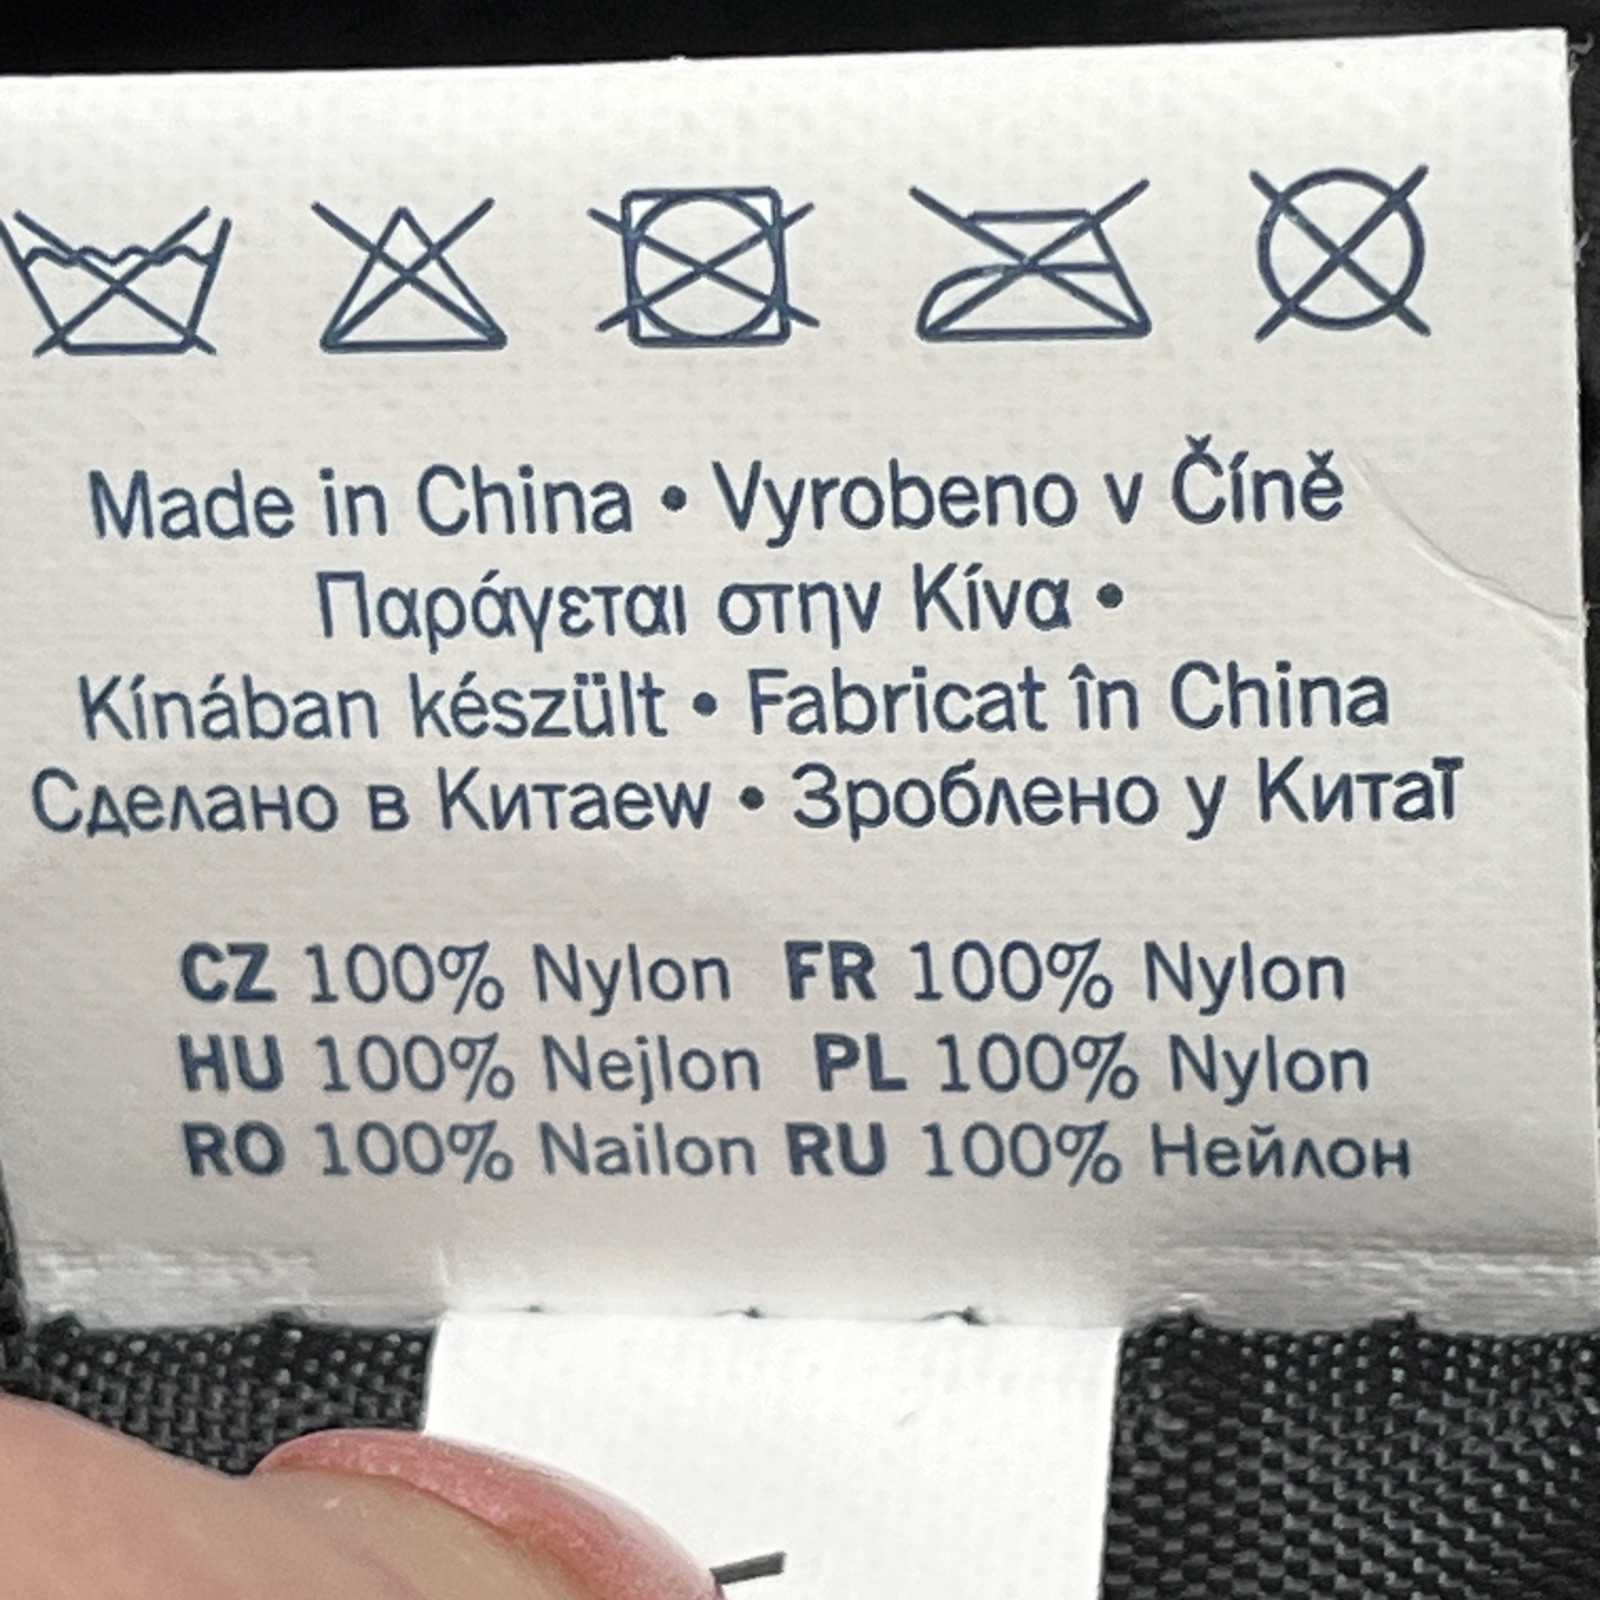 Made in China • Vyrobeno v Číně
Παράγεται στην Κίνα •
Kínában készült • Fabricat în China
Сделано в Китаеw • Зроблено у Китаї
CZ 100% Nylon FR 100% Nylon
HU 100% Nejlon PL 100% Nylon
RO 100% Nailon RU 100% Нейлон